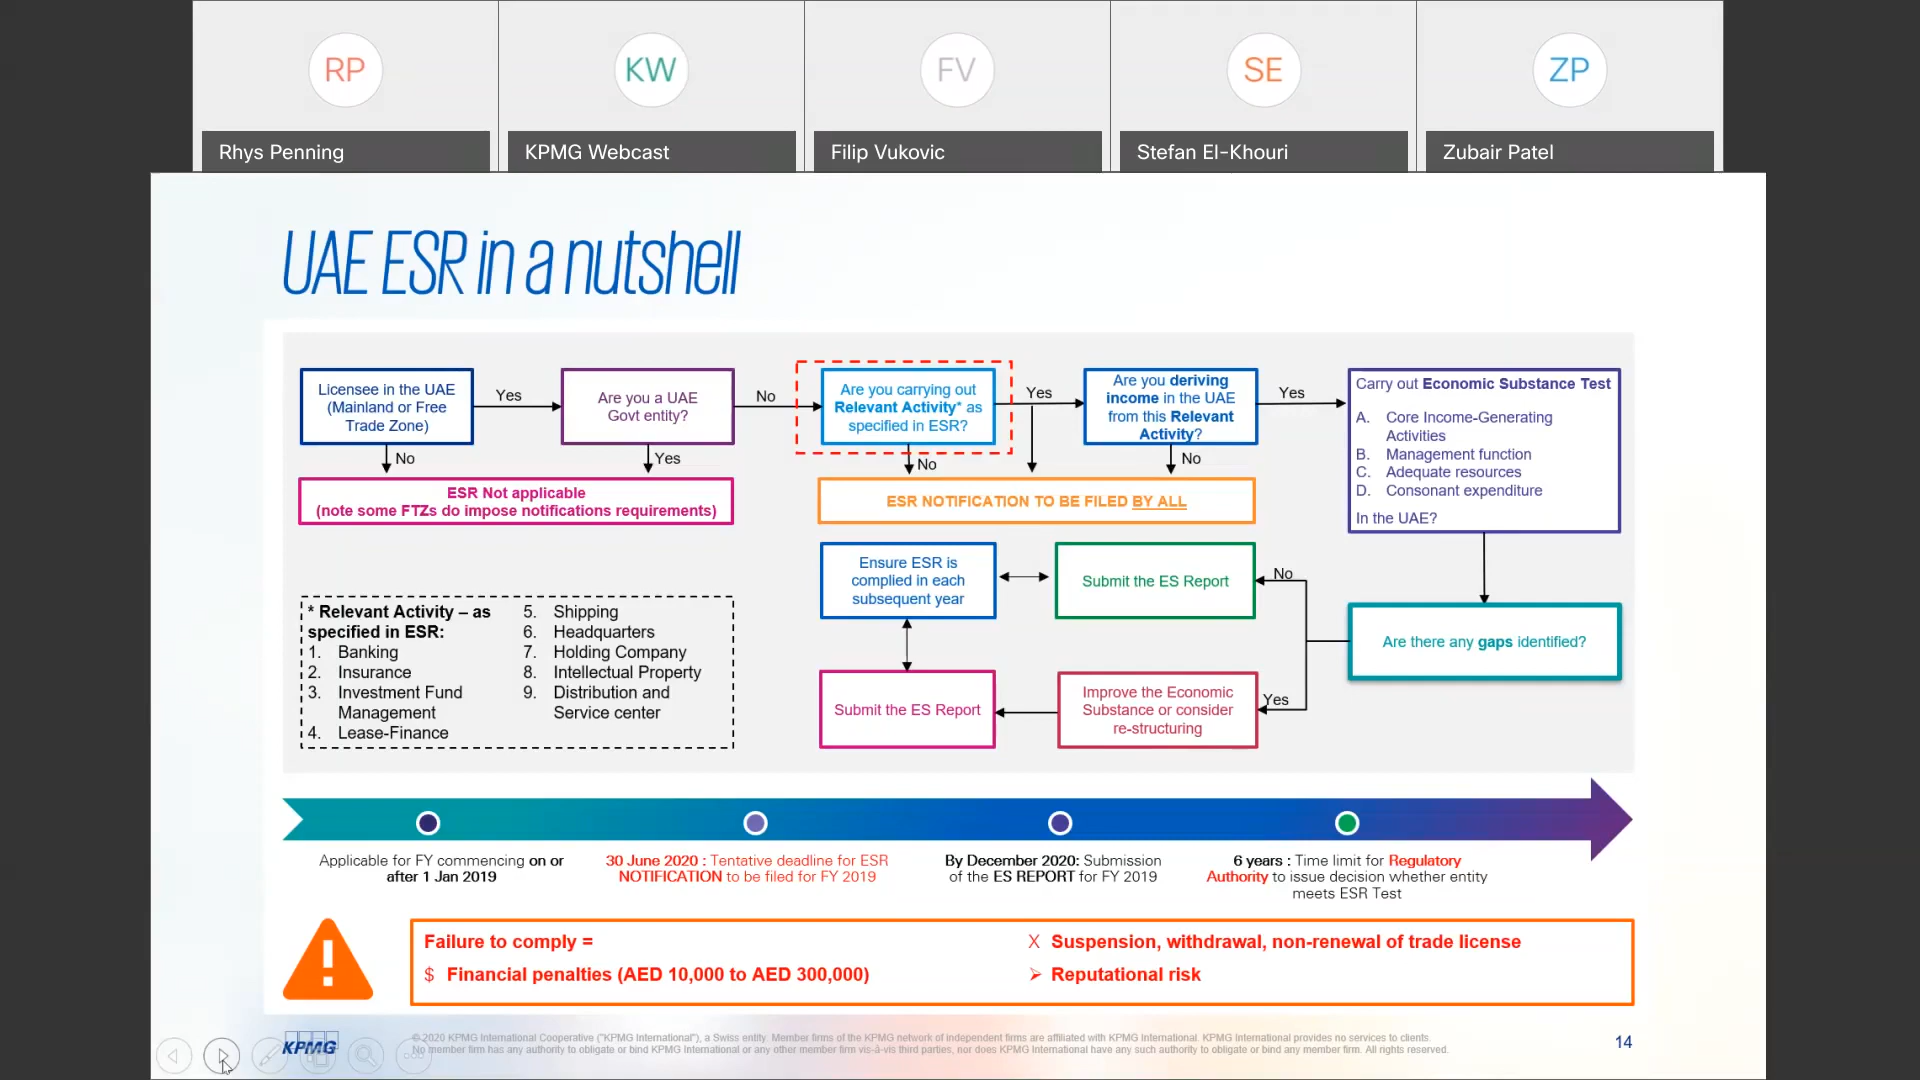 RP
KW
FV
SE
ZP
Rhys Penning
KPMG Webcast
Filip Vukovic
Stefan El-Khouri
Zubair Patel
UAE ESR in a nutshell
Licensee in the UAE
(Mainland or Free
Trade Zone)
Yes
Are you a UAE
Govt entity?
No
Are you carrying out
Relevant Activity* as
specified in ESR?
Yes
Are you deriving
income in the UAE
from this Relevant
Activity?
Yes
Carry out Economic Substance Test
A. Core Income-Generating
Activities
B. Management function
C. Adequate resources
D. Consonant expenditure
In the UAE?
No
Yes
No
No
ESR Not applicable
(note some FTZs do impose notifications requirements)
ESR NOTIFICATION TO BE FILED BY ALL
Ensure ESR is
complied in each
subsequent year
Submit the ES Report
No
Are there any gaps identified?
Yes
Improve the Economic
Substance or consider
re-structuring
Submit the ES Report
* Relevant Activity – as
specified in ESR:
1. Banking
2. Insurance
3. Investment Fund
Management
4. Lease-Finance
5. Shipping
6. Headquarters
7. Holding Company
8. Intellectual Property
9. Distribution and
Service center
Applicable for FY commencing on or
after 1 Jan 2019
30 June 2020 : Tentative deadline for ESR
NOTIFICATION to be filed for FY 2019
By December 2020: Submission
of the ES REPORT for FY 2019
6 years : Time limit for Regulatory
Authority to issue decision whether entity
meets ESR Test
Failure to comply =
$ Financial penalties (AED 10,000 to AED 300,000)
X Suspension, withdrawal, non-renewal of trade license
➢ Reputational risk
KPMG
© 2020 KPMG International Cooperative ("KPMG International"), a Swiss entity. Member firms of the KPMG network of independent firms are affiliated with KPMG International. KPMG International provides no services to clients.
No member firm has any authority to obligate or bind KPMG International or any other member firm vis-à-vis third parties, nor does KPMG International have any such authority to obligate or bind any member firm. All rights reserved.
14